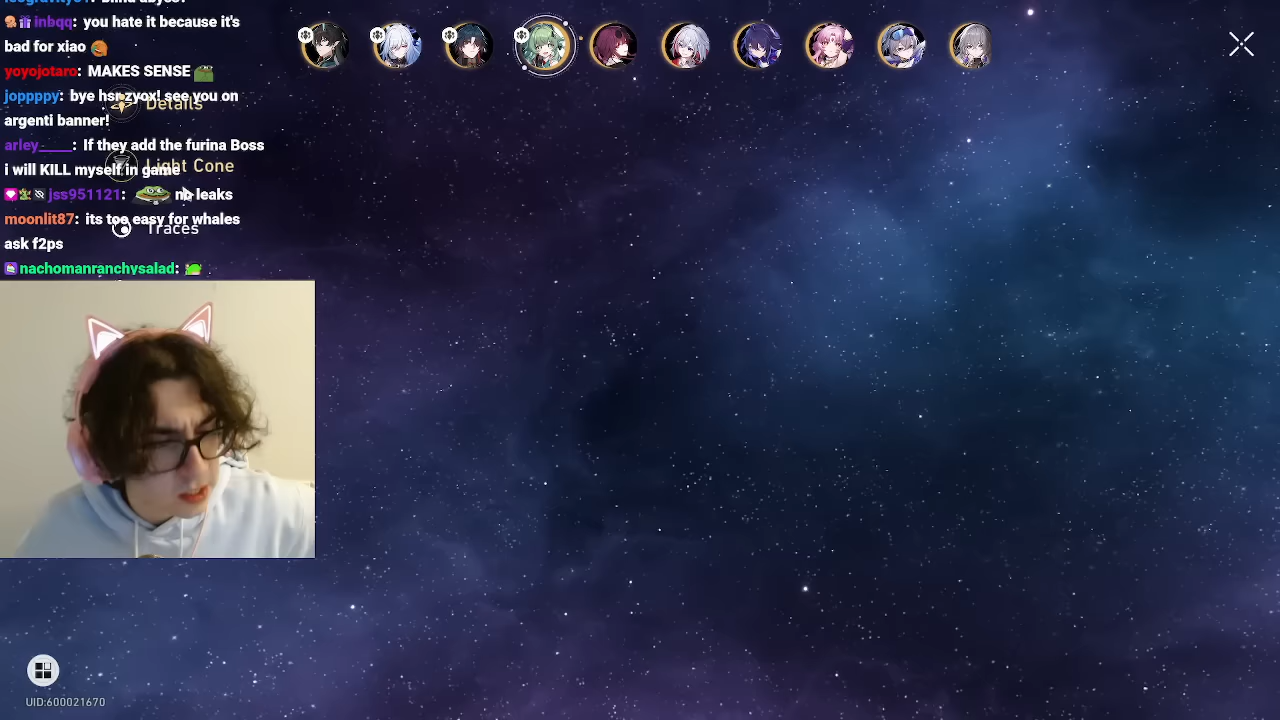 inbqq: you hate it because it's
bad for xiao
yoyojotaro: MAKES SENSE
joppppy: bye hsr zyox! see you on
Details
argenti banner!
arley____: If they add the furina Boss
i will KILL myself in game
Light Cone
jss951121: no leaks
moonlit87: its too easy for whales
Traces
ask f2ps
nachomanranchysalad:
UID:600021670